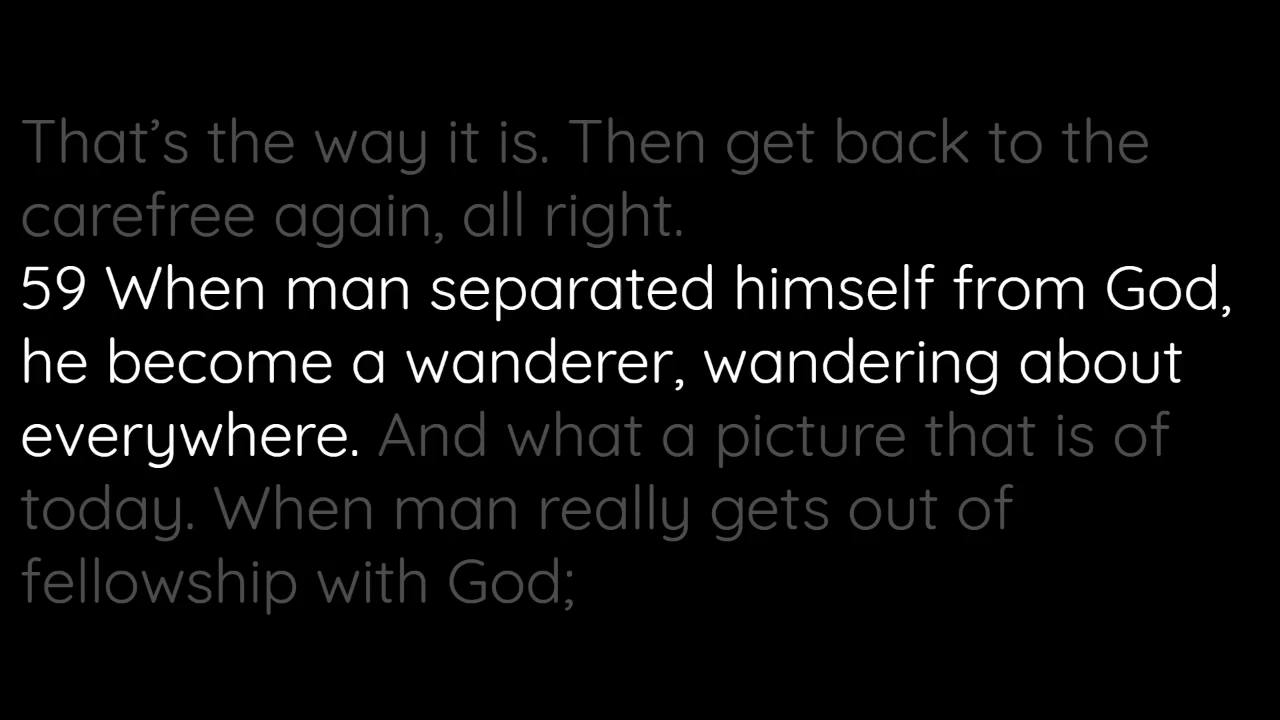 That’s the way it is. Then get back to the
carefree again, all right.
59 When man separated himself from God,
he become a wanderer, wandering about
everywhere. And what a picture that is of
today. When man really gets out of
fellowship with God;